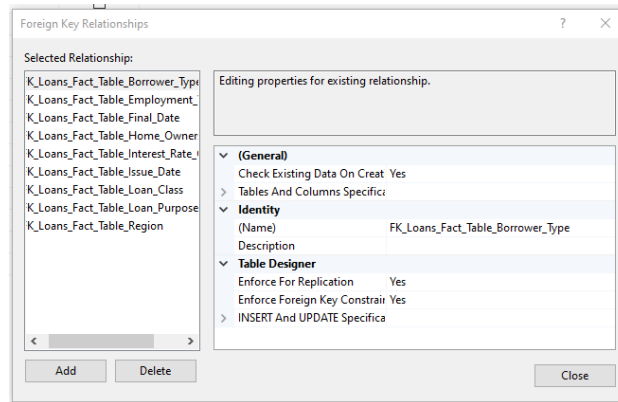 Foreign Key Relationships
?
Selected Relationship:
K_Loans_Fact_Table_Borrower_Type
K_Loans_Fact_Table_Employment_
K_Loans_Fact_Table_Final_Date
K_Loans_Fact_Table_Home_Owner
K_Loans_Fact_Table_Interest_Rate_
K_Loans_Fact_Table_Issue_Date
K_Loans_Fact_Table_Loan_Class
K_Loans_Fact_Table_Loan_Purpose
K_Loans_Fact_Table_Region
Editing properties for existing relationship.
(General)
Check Existing Data On Creat Yes
Tables And Columns Specifica
Identity
(Name) FK_Loans_Fact_Table_Borrower_Type
Description
Table Designer
Enforce For Replication Yes
Enforce Foreign Key Constrain Yes
INSERT And UPDATE Specifica
Add Delete
Close